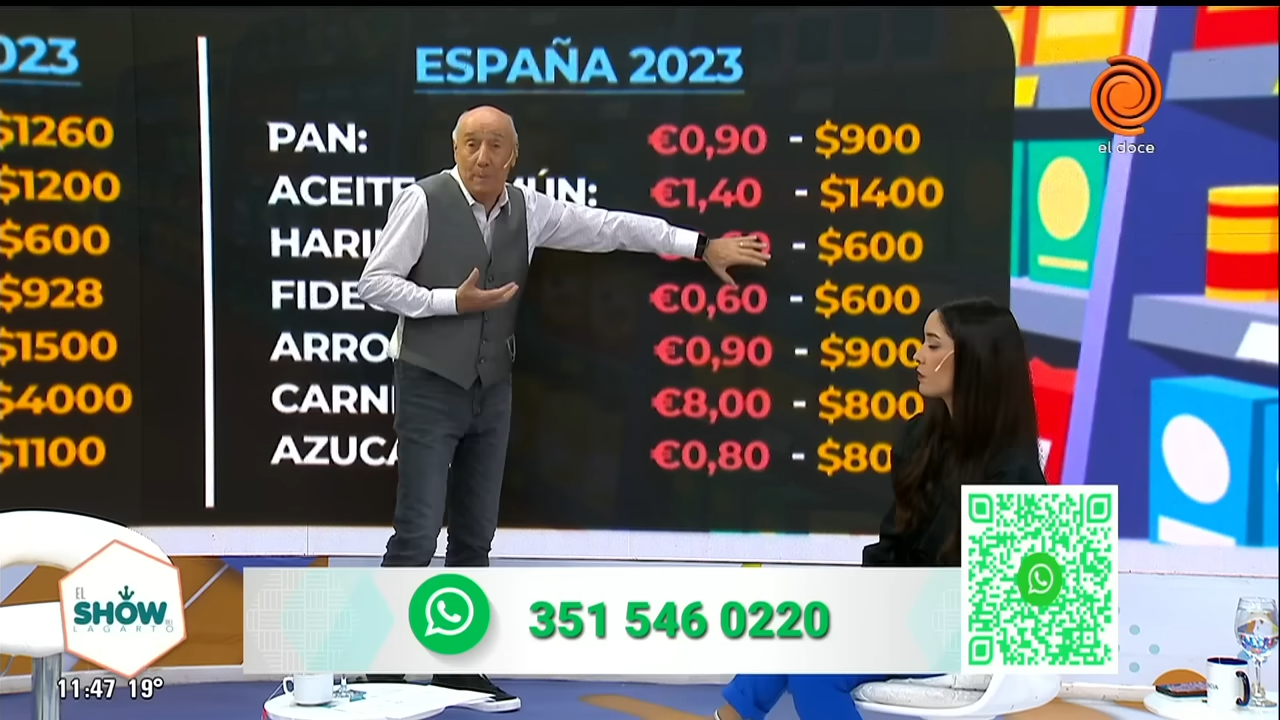 023
$1260
$1200
$600
$928
$1500
$4000
$1100
ESPAÑA 2023
PAN: €0,90 - $900
ACEITE MÚN: €1,40 - $1400
HARI - $600
FIDE €0,60 - $600
ARRO €0,90 - $900
CARN €8,00 - $800
AZUCA €0,80 - $80
el doce
EL
SHOW
LAGARTO
351 546 0220
11:47 19°